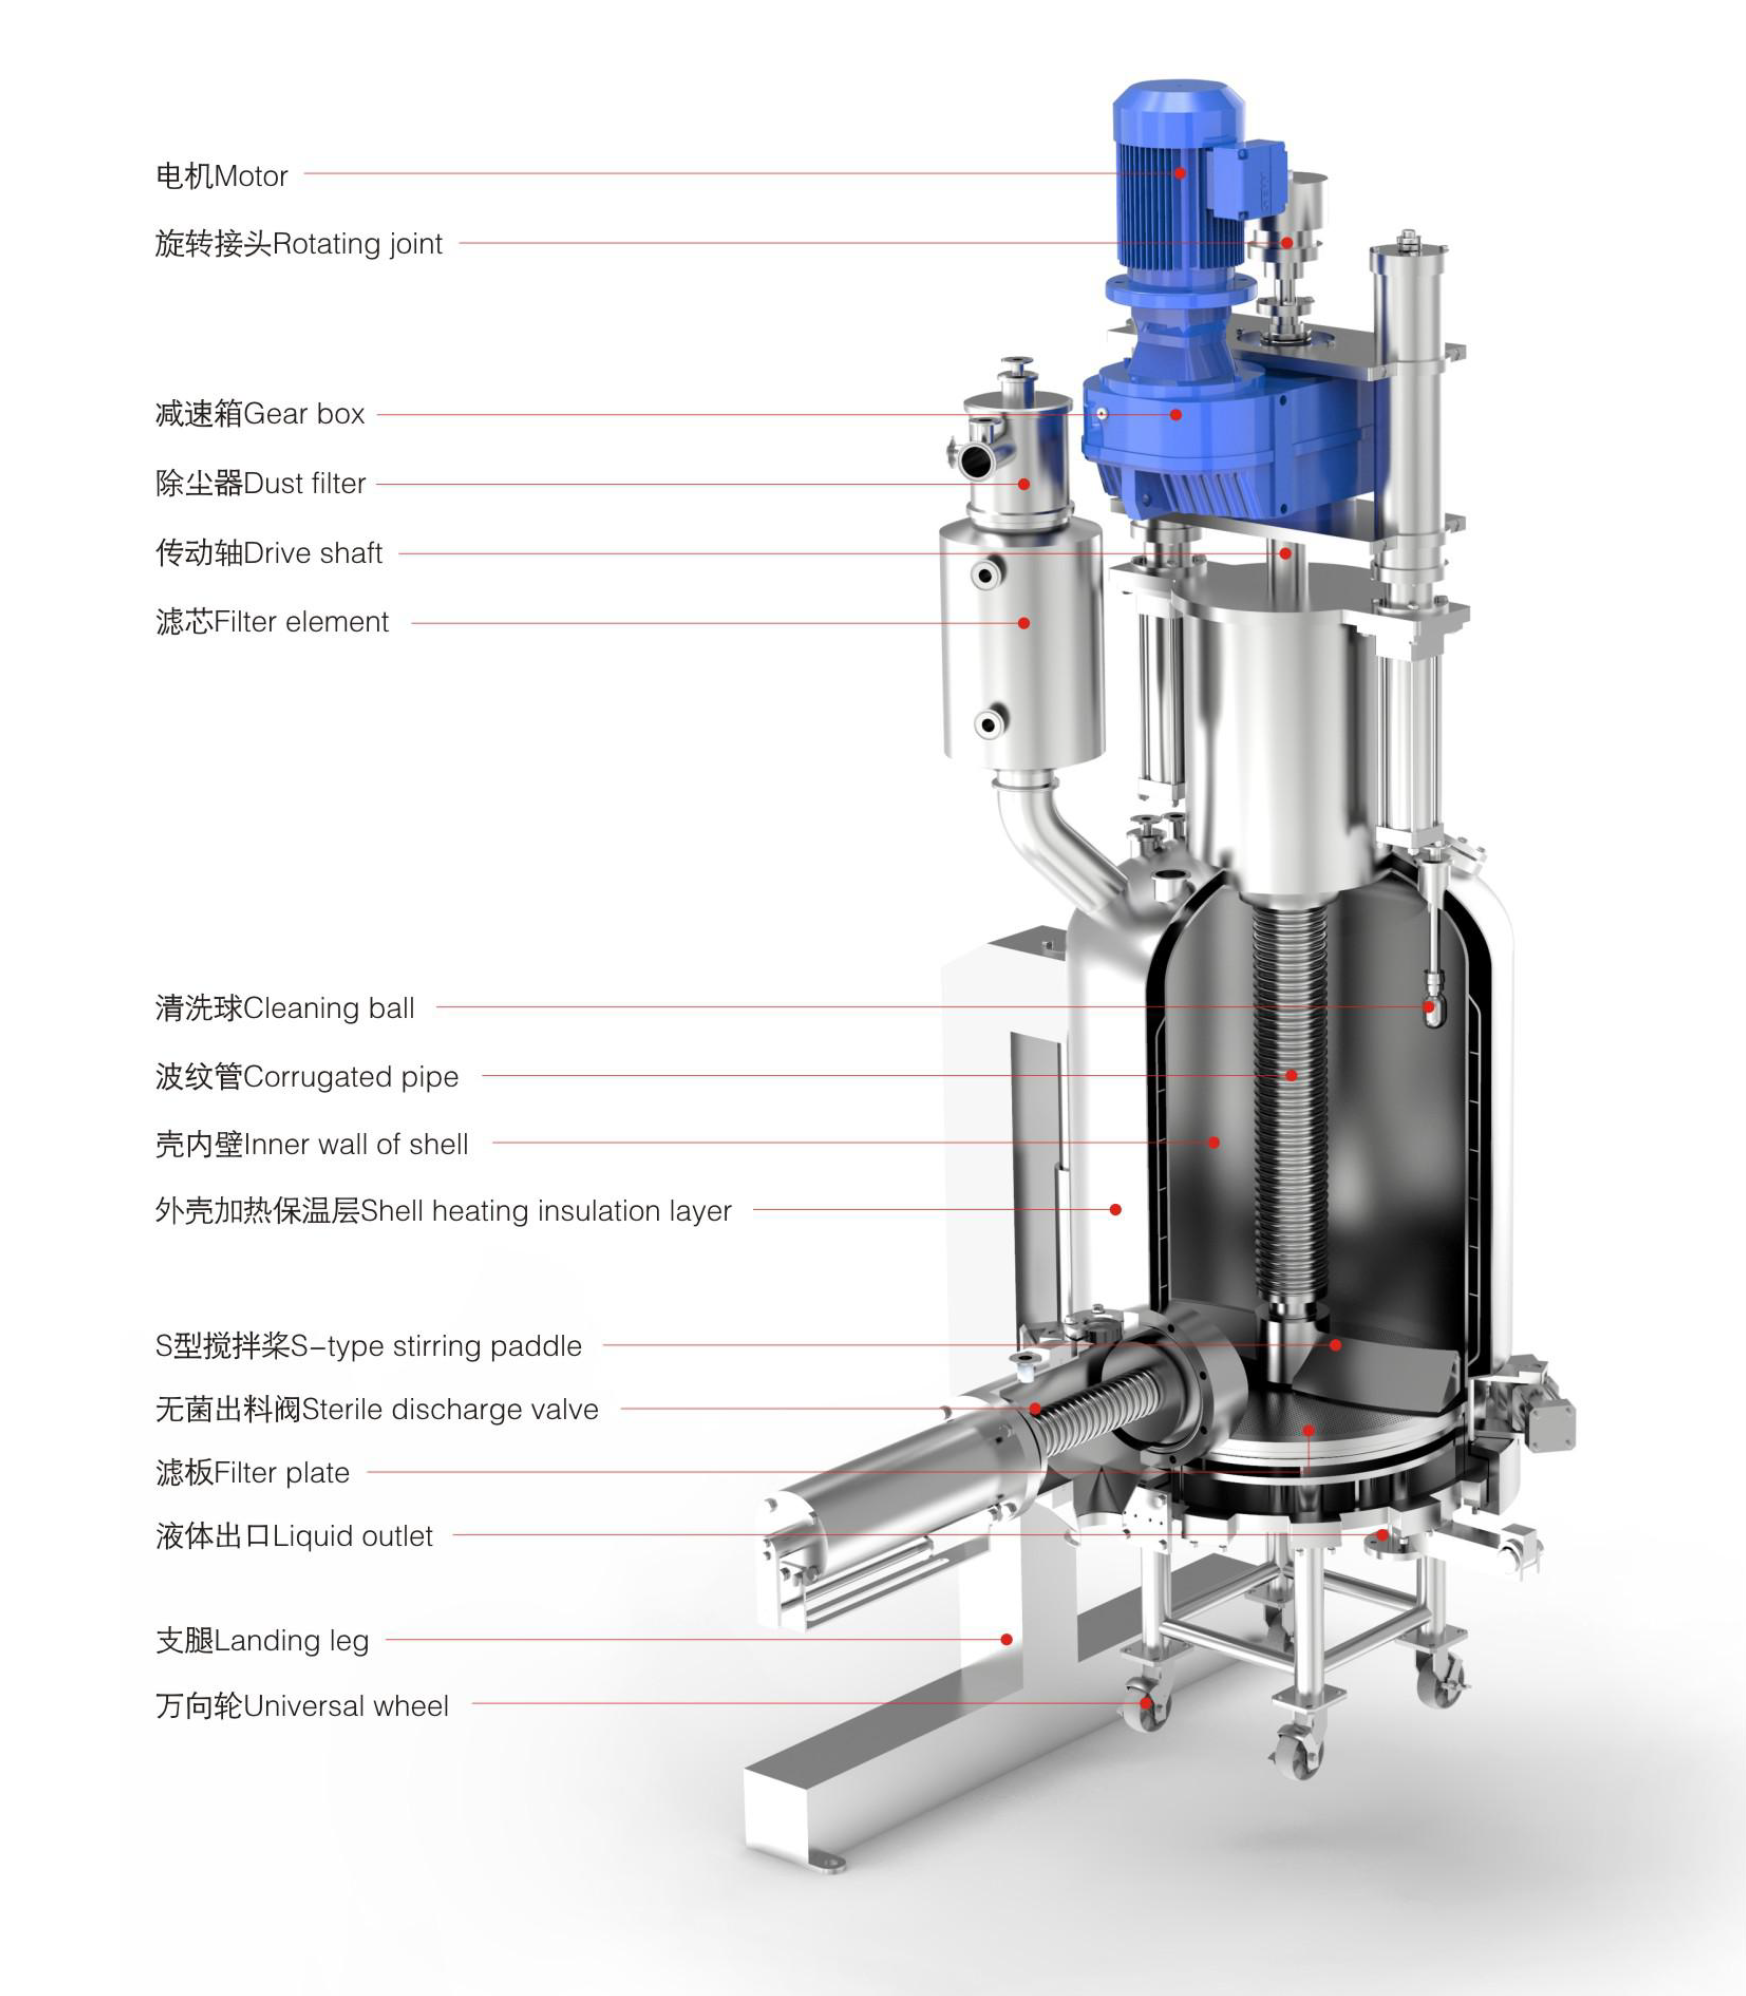 电机Motor
旋转接头Rotating joint
减速箱Gear box
除尘器Dust filter
传动轴Drive shaft
滤芯Filter element
清洗球Cleaning ball
波纹管Corrugated pipe
壳内壁Inner wall of shell
外壳加热保温层Shell heating insulation layer
S型搅拌桨S-type stirring paddle
无菌出料阀Sterile discharge valve
滤板Filter plate
液体出口Liquid outlet
支腿Landing leg
万向轮Universal wheel